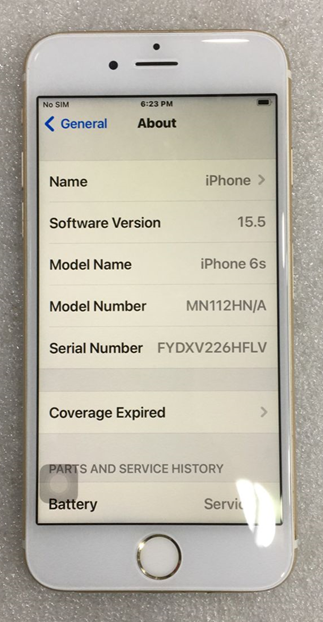 No SIM 6:23 PM
General About
Name iPhone
Software Version 15.5
Model Name iPhone 6s
Model Number MN112HN/A
Serial Number FYDXV226HFLV
Coverage Expired
PARTS AND SERVICE HISTORY
Battery